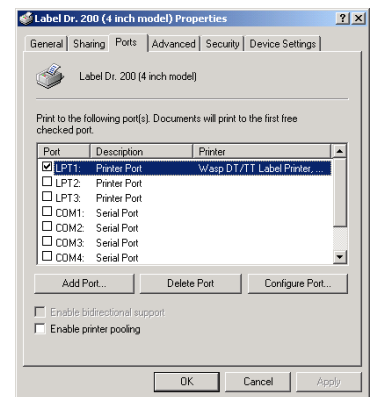 Label Dr. 200 (4 inch model) Properties
General Sharing Ports Advanced Security Device Settings
Label Dr. 200 (4 inch model)
Print to the following port(s). Documents will print to the first free
checked port.
Port Description Printer
LPT1: Printer Port Wasp DT/TT Label Printer, ...
LPT2: Printer Port
LPT3: Printer Port
COM1: Serial Port
COM2: Serial Port
COM3: Serial Port
COM4: Serial Port
Add Port... Delete Port Configure Port...
Enable bidirectional support
Enable printer pooling
OK Cancel Apply